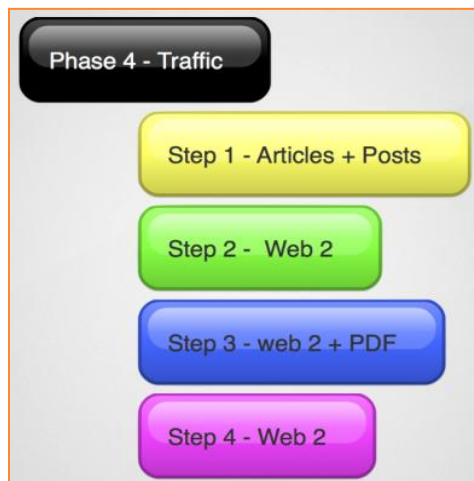 Phase 4 - Traffic
Step 1 - Articles + Posts
Step 2 - Web 2
Step 3 - web 2 + PDF
Step 4 - Web 2